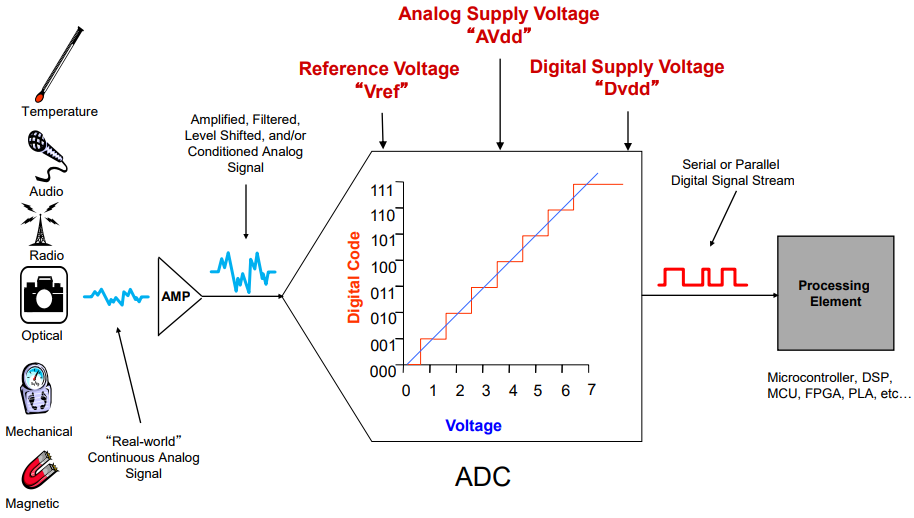 Analog Supply Voltage
“AVdd”
Reference Voltage
“Vref”
Digital Supply Voltage
“Dvdd”
Temperature
Audio
Radio
Optical
Mechanical
Magnetic
“Real-world”
Continuous Analog
Signal
AMP
Amplified, Filtered,
Level Shifted, and/or
Conditioned Analog
Signal
Digital Code
111
110
101
100
011
010
001
000
0 1 2 3 4 5 6 7
Voltage
ADC
Serial or Parallel
Digital Signal Stream
Processing
Element
Microcontroller, DSP,
MCU, FPGA, PLA, etc…